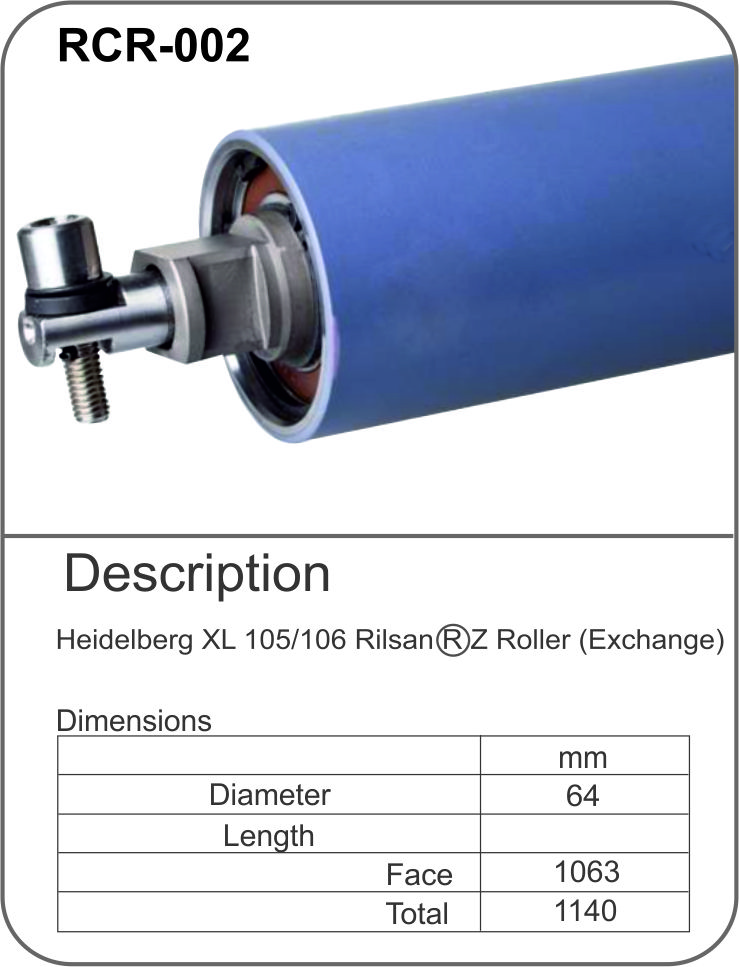 RCR-002
Description
Heidelberg XL 105/106 Rilsan®Z Roller (Exchange)
Dimensions
mm
Diameter 64
Length
Face 1063
Total 1140